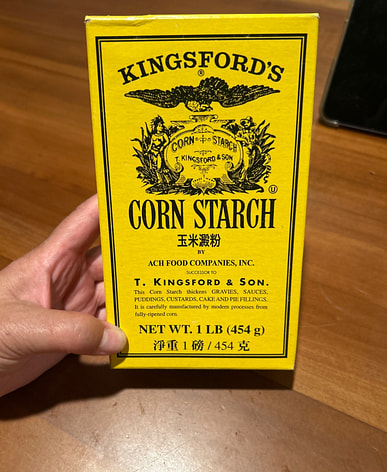 KINGSFORD'S
®
CORN STARCH
T. KINGSFORD & SON
U
CORN STARCH
玉米澱粉
BY
ACH FOOD COMPANIES, INC.
SUCCESSOR TO
T. KINGSFORD & SON.
This Corn Starch thickens GRAVIES, SAUCES,
PUDDINGS, CUSTARDS, CAKE AND PIE FILLINGS.
It is carefully manufactured by modern processes from
fully-ripened corn.
NET WT. 1 LB (454 g)
淨重 1 磅 / 454 克